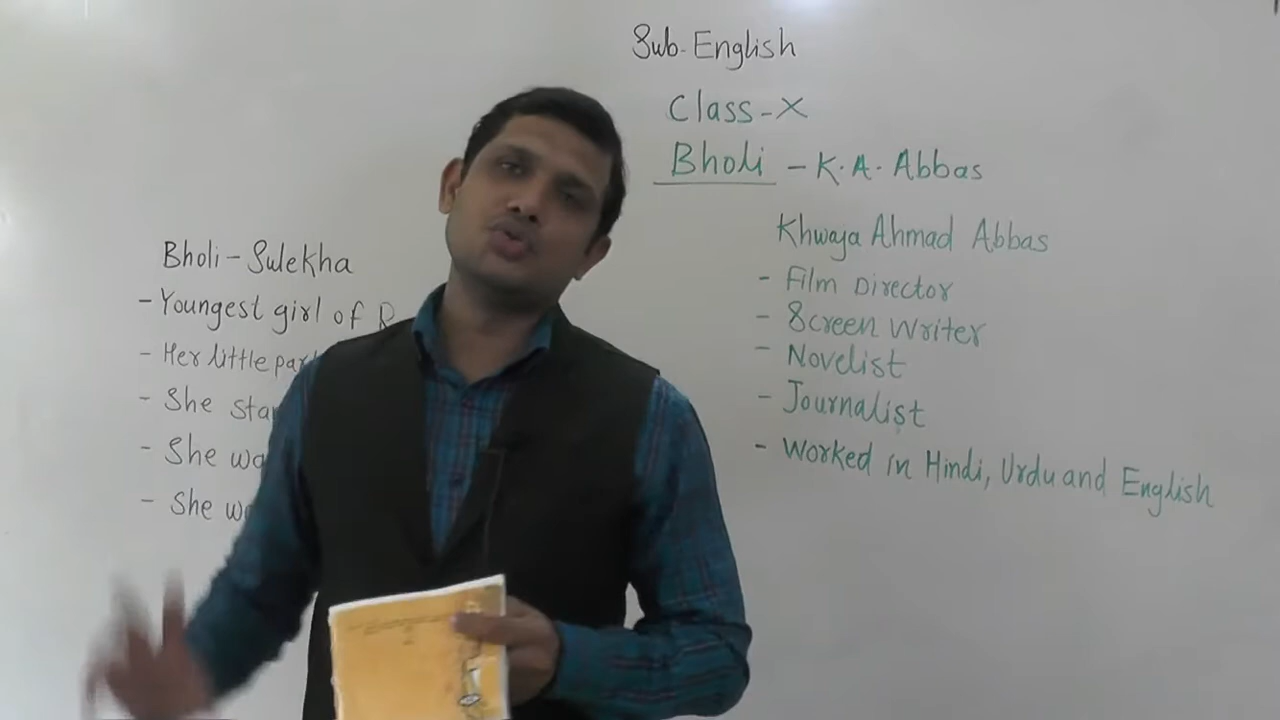 Sub-English
Class-X
Bholi - K.A. Abbas
Khwaja Ahmad Abbas
- Film Director
- Screen Writer
- Novelist
- Journalist
- Worked in Hindi, Urdu and English
Bholi - Sulekha
- Youngest girl of R
- Her little
- She
- She
- She